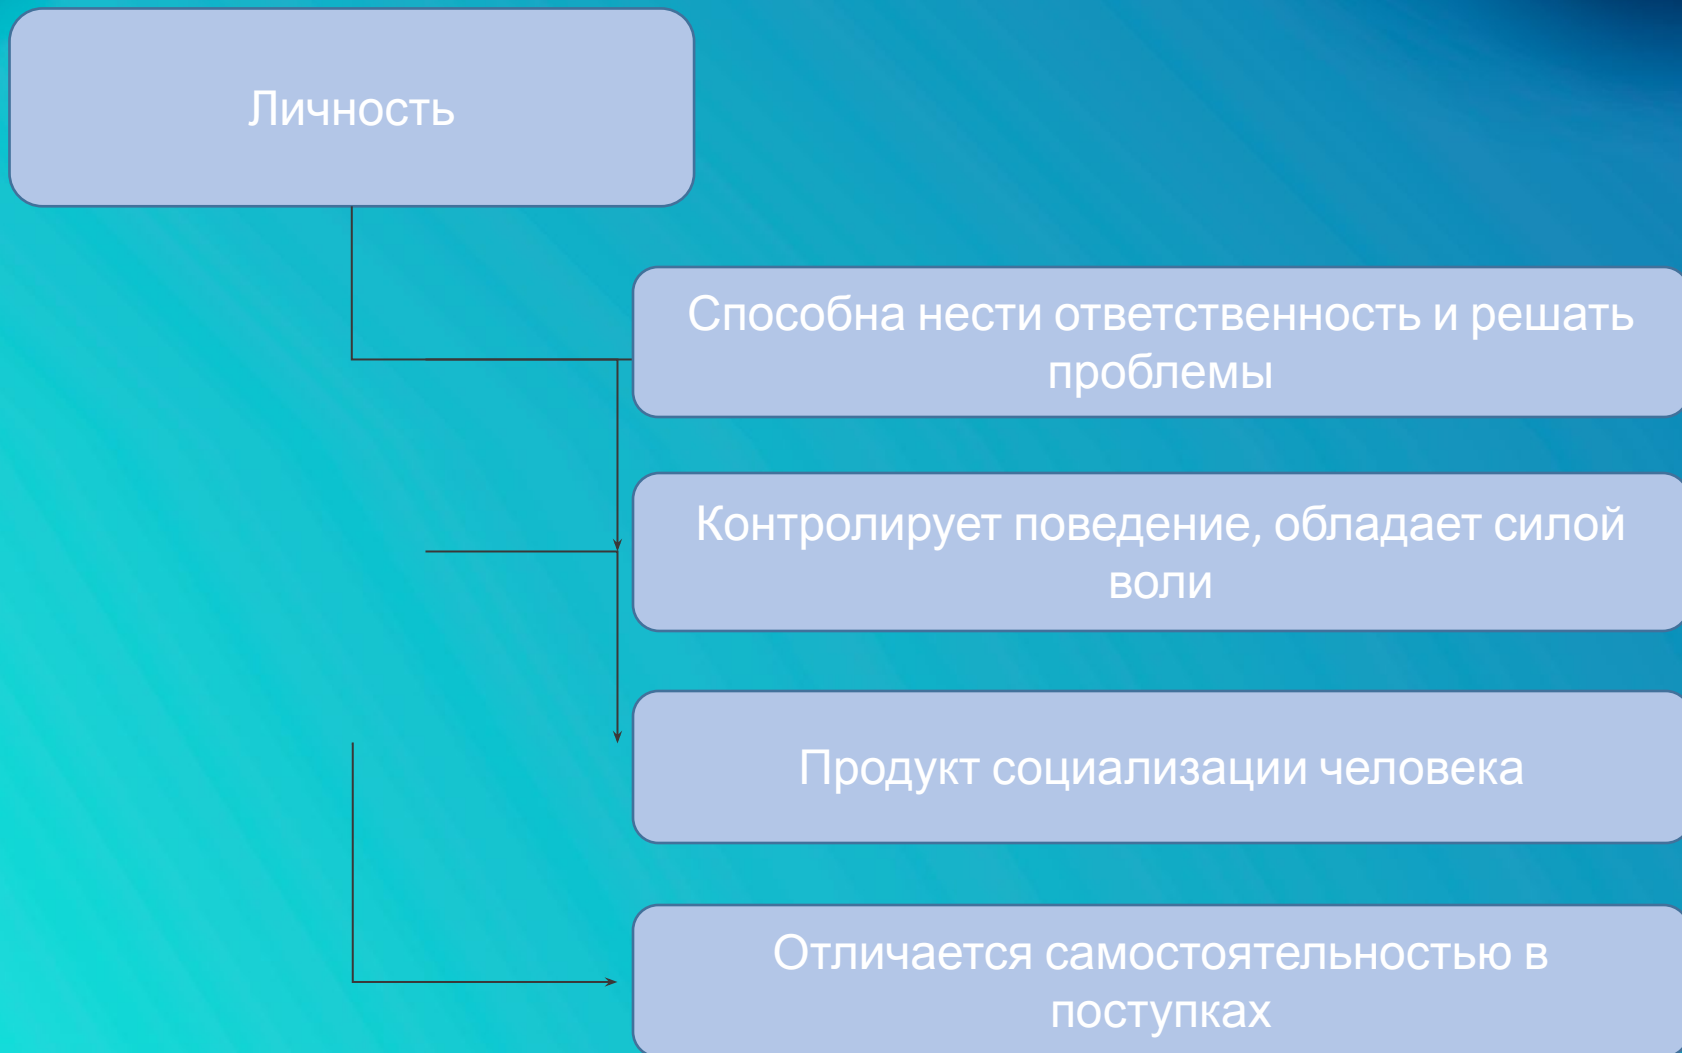 Личность
Способна нести ответственность и решать
проблемы
Контролирует поведение, обладает силой
воли
Продукт социализации человека
Отличается самостоятельностью в
поступках